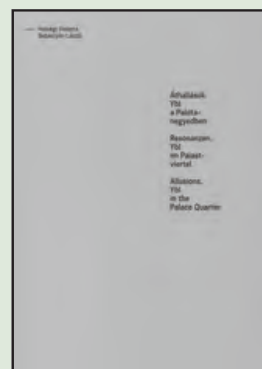 Áthallások.
Ybl
a Palota-
negyedben
Resonanzen.
Ybl
im Palast-
viertel
Allusions.
Ybl
in the
Palace Quarter